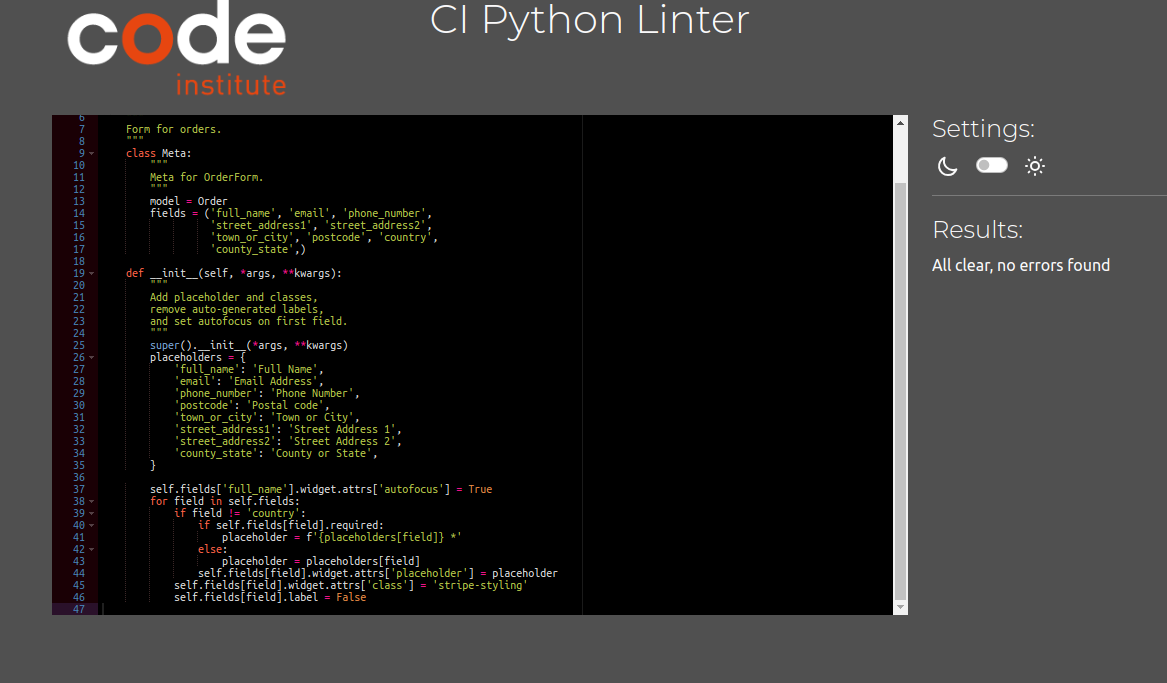 code
institute
CI Python Linter
6
7 Form for orders.
8 """
9 class Meta:
10 """
11 Meta for OrderForm.
12 """
13 model = Order
14 fields = ('full_name', 'email', 'phone_number',
15 'street_address1', 'street_address2',
16 'town_or_city', 'postcode', 'country',
17 'county_state',)
18
19 def __init__(self, *args, **kwargs):
20 """
21 Add placeholder and classes,
22 remove auto-generated labels,
23 and set autofocus on first field.
24 """
25 super().__init__(*args, **kwargs)
26 placeholders = {
27 'full_name': 'Full Name',
28 'email': 'Email Address',
29 'phone_number': 'Phone Number',
30 'postcode': 'Postal code',
31 'town_or_city': 'Town or City',
32 'street_address1': 'Street Address 1',
33 'street_address2': 'Street Address 2',
34 'county_state': 'County or State',
35 }
36
37 self.fields['full_name'].widget.attrs['autofocus'] = True
38 for field in self.fields:
39 if field != 'country':
40 if self.fields[field].required:
41 placeholder = f'{placeholders[field]} *'
42 else:
43 placeholder = placeholders[field]
44 self.fields[field].widget.attrs['placeholder'] = placeholder
45 self.fields[field].widget.attrs['class'] = 'stripe-styling'
46 self.fields[field].label = False
47
Settings:
Results:
All clear, no errors found